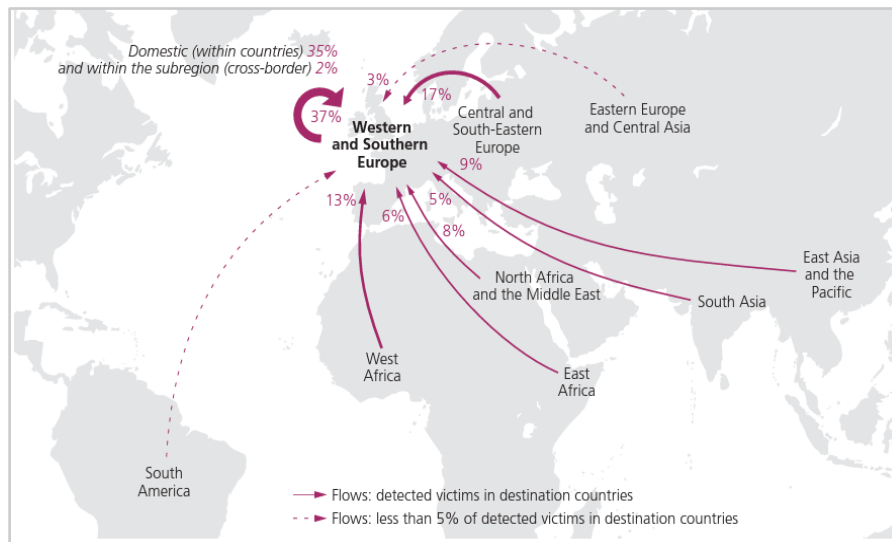 Domestic (within countries) 35%
and within the subregion (cross-border) 2%
3%
17%
37%
Western
and Southern
Europe
Central and
South-Eastern
Europe
Eastern Europe
and Central Asia
9%
13%
6%
5%
8%
North Africa
and the Middle East
South Asia
East Asia
and the
Pacific
West
Africa
East
Africa
South
America
Flows: detected victims in destination countries
Flows: less than 5% of detected victims in destination countries